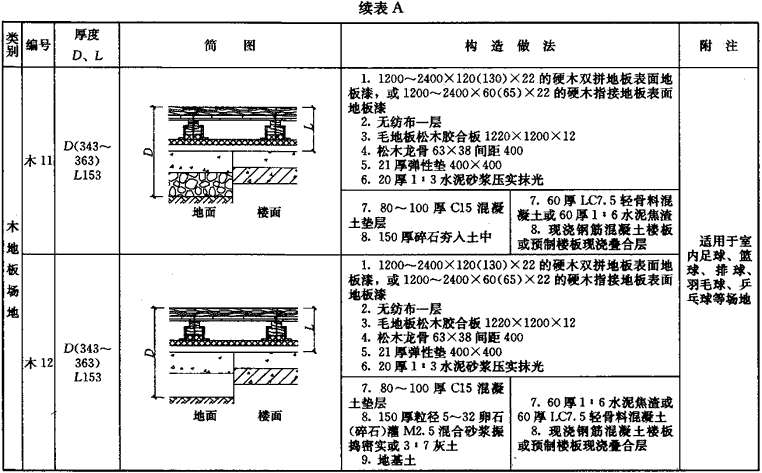 续表 A
类别 编号 厚度 D、L 简 图 构 造 做 法 附 注
木地板场地
木11
D(343～
363)
L153
D
L
地面 楼面
1. 1200～2400×120(130)×22 的硬木双拼地板表面地
板漆，或 1200～2400×60(65)×22 的硬木指接地板表面
地板漆
2. 无纺布一层
3. 毛地板松木胶合板 1220×1200×12
4. 松木龙骨 63×38 间距 400
5. 21 厚弹性垫 400×400
6. 20 厚 1∶3 水泥砂浆压实抹光
7. 80～100 厚 C15 混凝
土垫层
8. 150 厚碎石夯入土中
7. 60 厚 LC7.5 轻骨料混
凝土或 60 厚 1∶6 水泥焦渣
8. 现浇钢筋混凝土楼板
或预制楼板现浇叠合层
木12
D(343～
363)
L153
D
L
地面 楼面
1. 1200～2400×120(130)×22 的硬木双拼地板表面地
板漆，或 1200～2400×60(65)×22 的硬木指接地板表面
地板漆
2. 无纺布一层
3. 毛地板松木胶合板 1220×1200×12
4. 松木龙骨 63×38 间距 400
5. 21 厚弹性垫 400×400
6. 20 厚 1∶3 水泥砂浆压实抹光
7. 80～100 厚 C15 混凝
土垫层
8. 150 厚粒径 5～32 卵石
(碎石)灌 M2.5 混合砂浆振
捣密实或 3∶7 灰土
9. 地基土
7. 60 厚 1∶6 水泥焦渣或
60 厚 LC7.5 轻骨料混凝土
8. 现浇钢筋混凝土楼板
或预制楼板现浇叠合层
适用于室
内足球、篮
球、排 球、
羽毛球、乒
乓球等场地